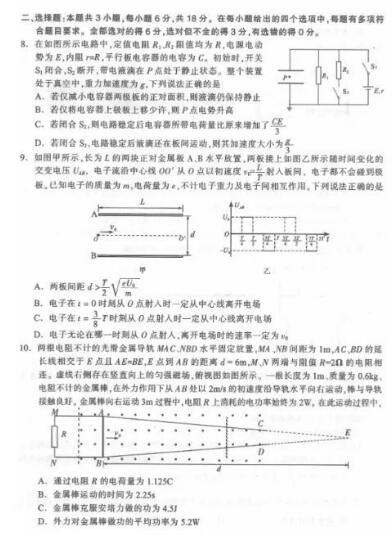 二、选择题:本题共3小题,每小题6分,共18分。在每小题给出的四个选项中,每题有多项符
合题目要求。全部选对的得6分,选对但不全的得3分,有选错的得0分。
8. 在如图所示电路中,定值电阻R₁、R₂阻值均为R,电源电动
势为E,内阻r=R,平行板电容器的电容为C。初始时,开关
S₁闭合、S₂断开,带电液滴在P点处于静止状态。整个装置
处于真空中,重力加速度为g,下列说法正确的是
A. 若仅减小电容器两极板的正对面积,则液滴仍保持静止
B. 若仅将电容器上极板上移少许,则P点电势升高
C. 若闭合S₂,则电路稳定后电容器所带电荷量比原来增加了CE/3
D. 若闭合S₂,电路稳定后液滴还在板间运动,则其加速度大小为g/3
P
R₁
R₂
S₂
S₁
E,r
9. 如图甲所示,长为L的两块正对金属板A、B水平放置,两板接上如图乙所示随时间变化的
交变电压U_AB,电子流沿中心线OO′从O点以初速度v₀=L/T射入板间,电子都不会碰到极
板。已知电子的质量为m,电荷量为e,不计电子重力及电子间相互作用。下列说法正确的是
L
A
O
v₀
O′
d
B
甲
U_AB
U₀
O
-U₀
t
乙
A. 两板间距d>T/2 √(eU₀/m)
B. 电子在t=0时刻从O点射入时一定从中心线离开电场
C. 电子在t=3/8 T时刻从O点射入时一定从中心线离开电场
D. 电子无论在哪一时刻从O点射入,离开电场时的速率一定为v₀
10. 两根电阻不计的光滑金属导轨MAC、NBD水平固定放置,MA、NB间距为1m,AC、BD的延
长线相交于E点且AE=BE,E点到AB的距离d=6m,M、N两端与阻值R=2Ω的电阻相
连。虚线右侧存在竖直向上的匀强磁场,俯视图如图所示。一根长度为1m、质量为0.6kg、
电阻不计的金属棒,在外力作用下从AB处以2m/s的初速度沿导轨水平向右运动,棒与导轨
接触良好。金属棒向右运动3m过程中,电阻R上消耗的电功率始终为2W。在此运动过程中,
M
A
R
v₀
C
E
D
N
B
d
A. 通过电阻R的电荷量为1.125C
B. 金属棒运动的时间为2.25s
C. 金属棒克服安培力做的功为4.5J
D. 外力对金属棒做功的平均功率为5.2W